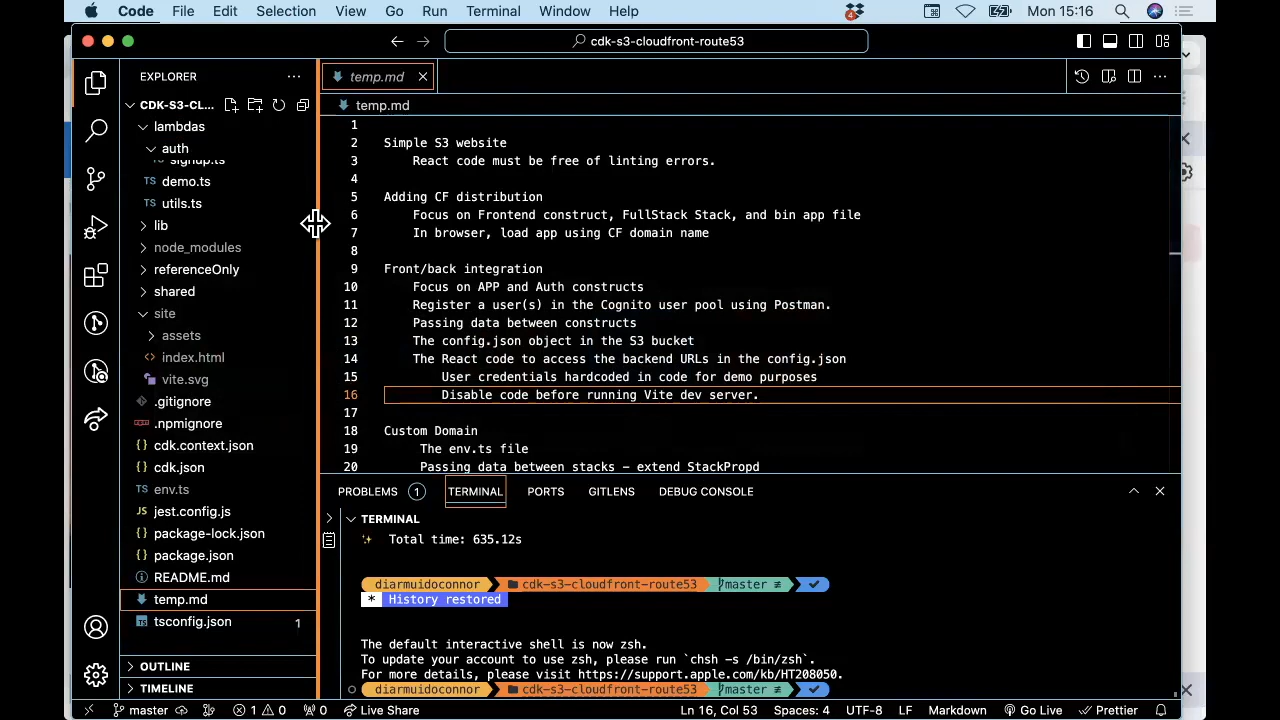 Code File Edit Selection View Go Run Terminal Window Help 4 Mon 15:16
cdk-s3-cloudfront-route53
EXPLORER
CDK-S3-CL...
lambdas
auth
signup.ts
TS demo.ts
TS utils.ts
lib
node_modules
referenceOnly
shared
site
assets
index.html
vite.svg
.gitignore
.npmignore
{} cdk.context.json
{} cdk.json
TS env.ts
JS jest.config.js
{} package-lock.json
{} package.json
README.md
temp.md
tsconfig.json 1
OUTLINE
TIMELINE
temp.md
temp.md
1
2 Simple S3 website
3 React code must be free of linting errors.
4
5 Adding CF distribution
6 Focus on Frontend construct, FullStack Stack, and bin app file
7 In browser, load app using CF domain name
8
9 Front/back integration
10 Focus on APP and Auth constructs
11 Register a user(s) in the Cognito user pool using Postman.
12 Passing data between constructs
13 The config.json object in the S3 bucket
14 The React code to access the backend URLs in the config.json
15 User credentials hardcoded in code for demo purposes
16 Disable code before running Vite dev server.
17
18 Custom Domain
19 The env.ts file
20 Passing data between stacks – extend StackPropd
PROBLEMS 1 TERMINAL PORTS GITLENS DEBUG CONSOLE
TERMINAL
Total time: 635.12s
diarmuidoconnor cdk-s3-cloudfront-route53 master ≢ ✓
* History restored
The default interactive shell is now zsh.
To update your account to use zsh, please run `chsh -s /bin/zsh`.
For more details, please visit https://support.apple.com/kb/HT208050.
diarmuidoconnor cdk-s3-cloudfront-route53 master ≢ ✓
master 1 0 0 Live Share Ln 16, Col 53 Spaces: 4 UTF-8 LF Markdown Go Live Prettier